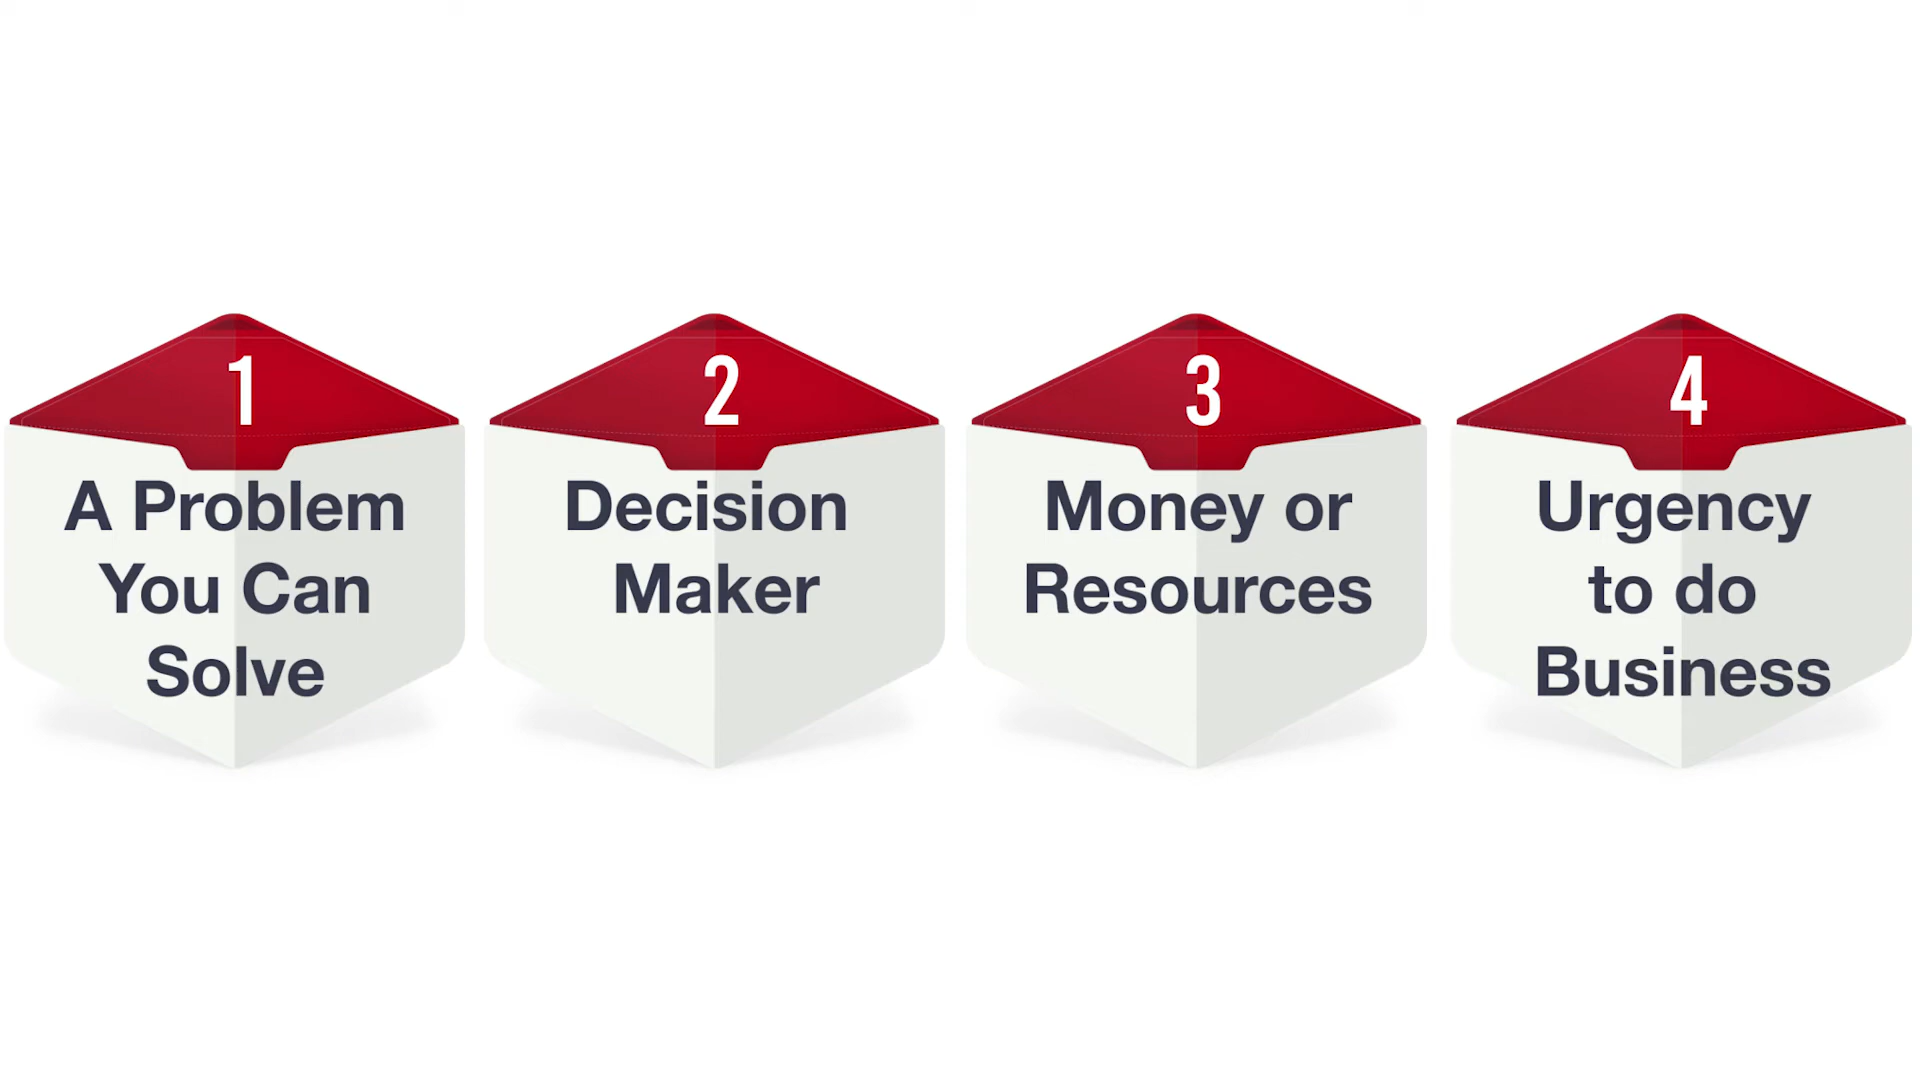 1
A Problem
You Can
Solve
2
Decision
Maker
3
Money or
Resources
4
Urgency
to do
Business